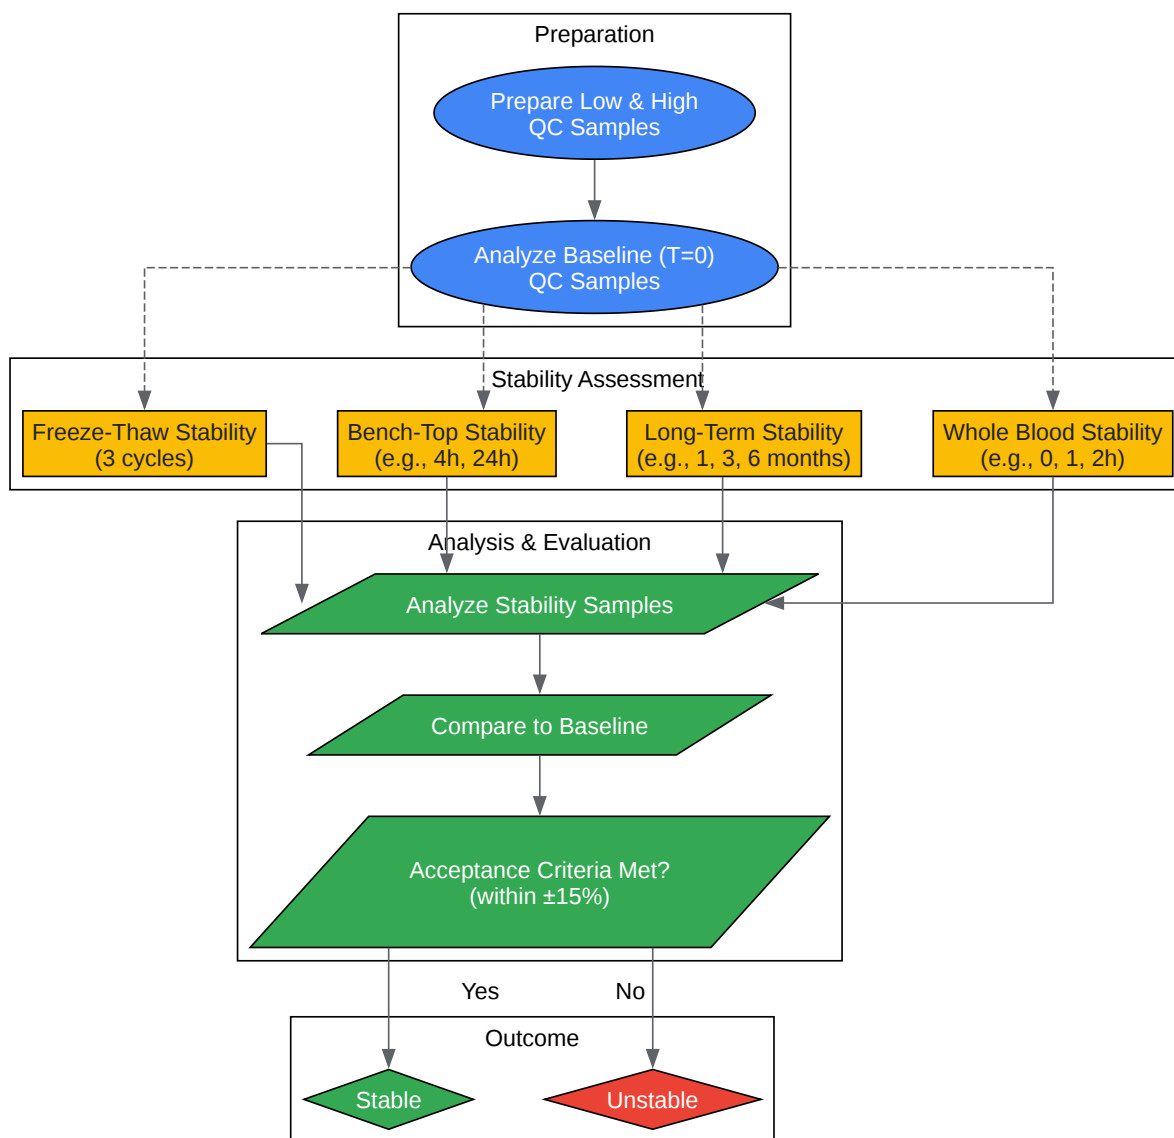 Preparation
Prepare Low & High
QC Samples
Analyze Baseline (T=0)
QC Samples
Stability Assessment
Freeze-Thaw Stability
(3 cycles)
Bench-Top Stability
(e.g., 4h, 24h)
Long-Term Stability
(e.g., 1, 3, 6 months)
Whole Blood Stability
(e.g., 0, 1, 2h)
Analysis & Evaluation
Analyze Stability Samples
Compare to Baseline
Acceptance Criteria Met?
(within ±15%)
Yes
No
Outcome
Stable
Unstable